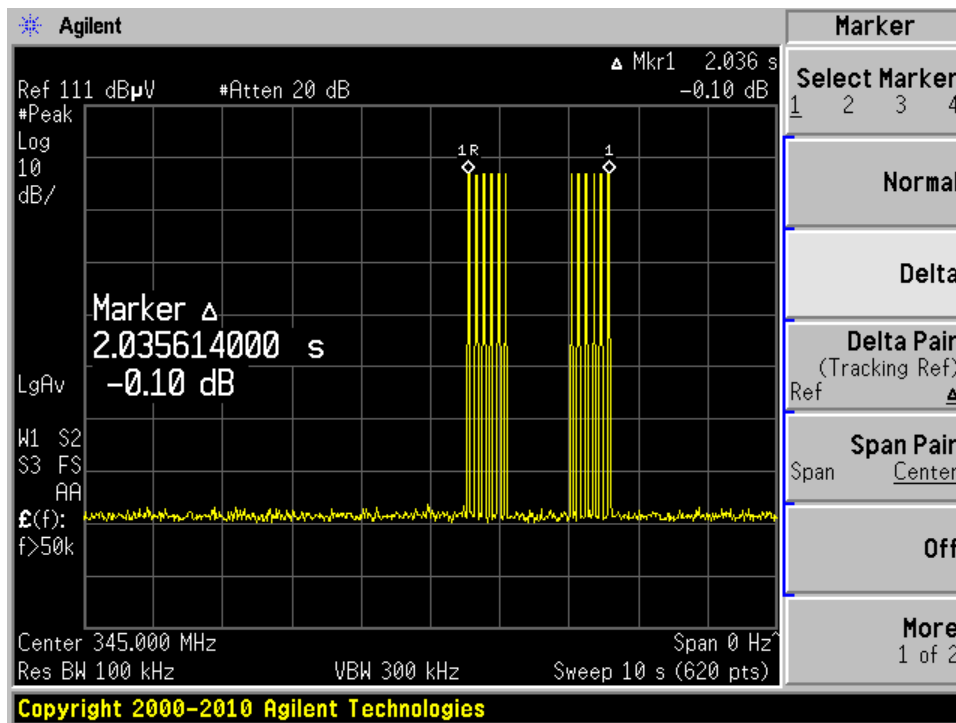 Agilent
Marker
Δ Mkr1 2.036 s
Ref 111 dBµV #Atten 20 dB -0.10 dB
#Peak
Log
10
dB/
1R
1
Marker Δ
2.035614000 s
-0.10 dB
LgAv
W1 S2
S3 FS
AA
£(f):
f>50k
Center 345.000 MHz Span 0 Hz^
Res BW 100 kHz VBW 300 kHz Sweep 10 s (620 pts)
Copyright 2000-2010 Agilent Technologies
Select Marker
1 2 3 4
Normal
Delta
Delta Pair
(Tracking Ref)
Ref Δ
Span Pair
Span Center
Off
More
1 of 2